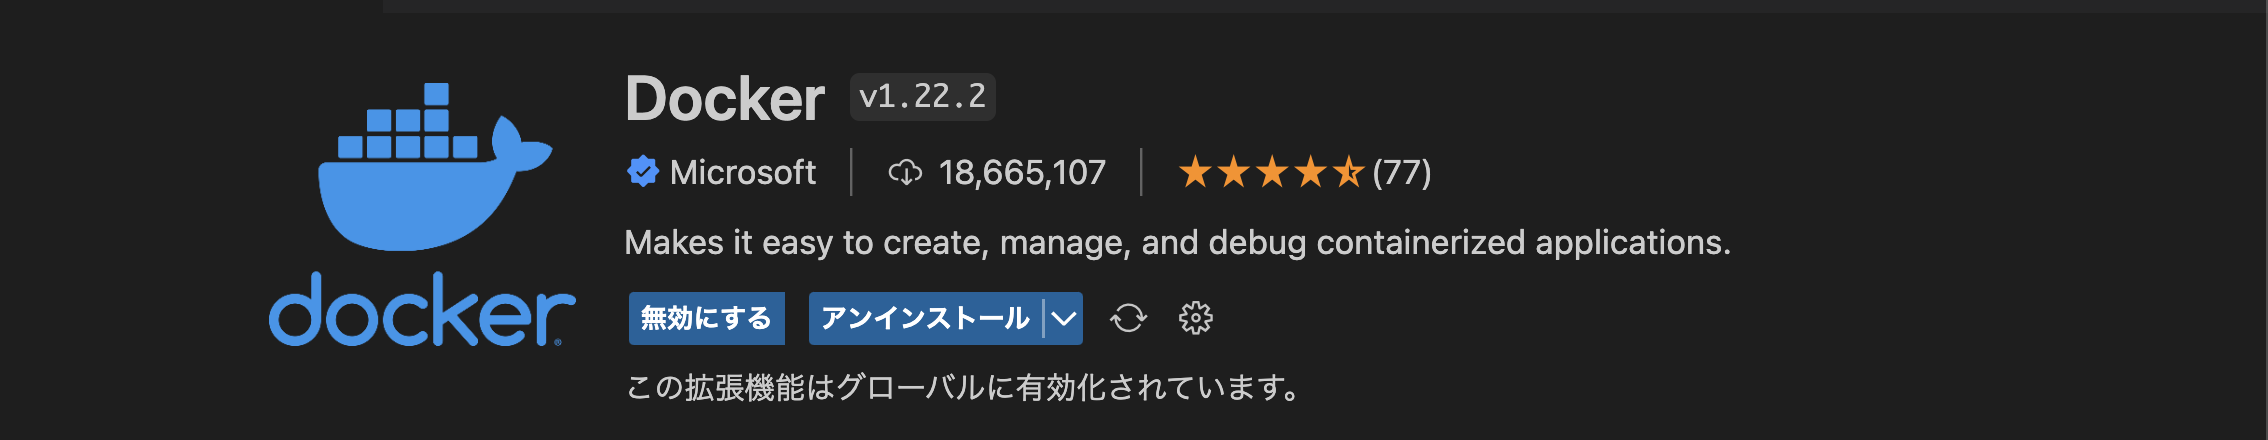 Docker v1.22.2
Microsoft 18,665,107 (77)
Makes it easy to create, manage, and debug containerized applications.
docker
無効にする アンインストール
この拡張機能はグローバルに有効化されています。